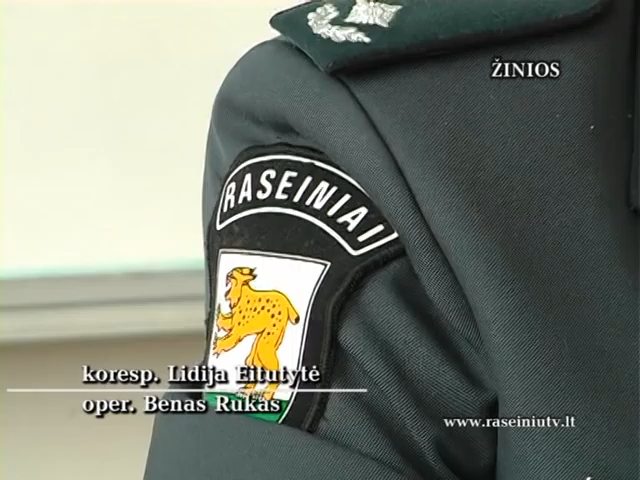 ŽINIOS
RASEINIAI
koresp. Lidija Eitutytė
oper. Benas Rukas
www.raseiniutv.lt